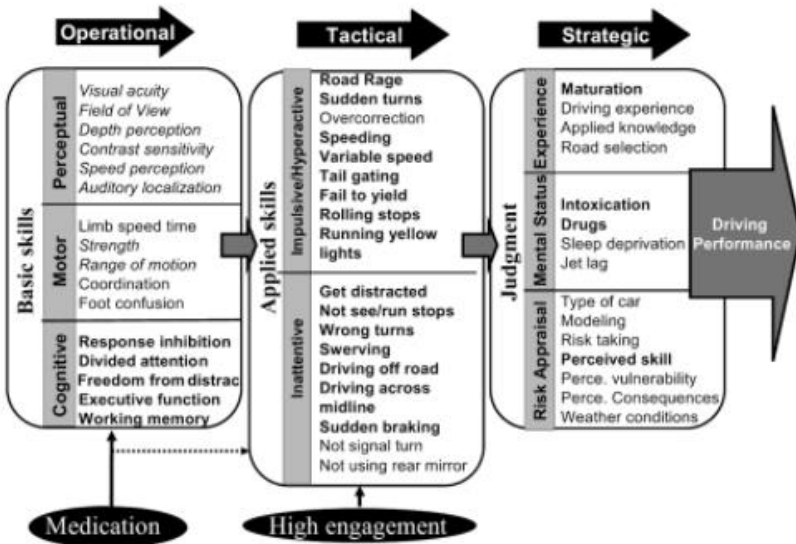 Operational
Tactical
Strategic
Basic skills
Perceptual
Visual acuity
Field of View
Depth perception
Contrast sensitivity
Speed perception
Auditory localization
Motor
Limb speed time
Strength
Range of motion
Coordination
Foot confusion
Cognitive
Response inhibition
Divided attention
Freedom from distrac
Executive function
Working memory
Applied skills
Impulsive/Hyperactive
Road Rage
Sudden turns
Overcorrection
Speeding
Variable speed
Tail gating
Fail to yield
Rolling stops
Running yellow
lights
Inattentive
Get distracted
Not see/run stops
Wrong turns
Swerving
Driving off road
Driving across
midline
Sudden braking
Not signal turn
Not using rear mirror
Judgment
Experience
Maturation
Driving experience
Applied knowledge
Road selection
Mental Status
Intoxication
Drugs
Sleep deprivation
Jet lag
Risk Appraisal
Type of car
Modeling
Risk taking
Perceived skill
Perce. vulnerability
Perce. Consequences
Weather conditions
Driving
Performance
Medication
High engagement